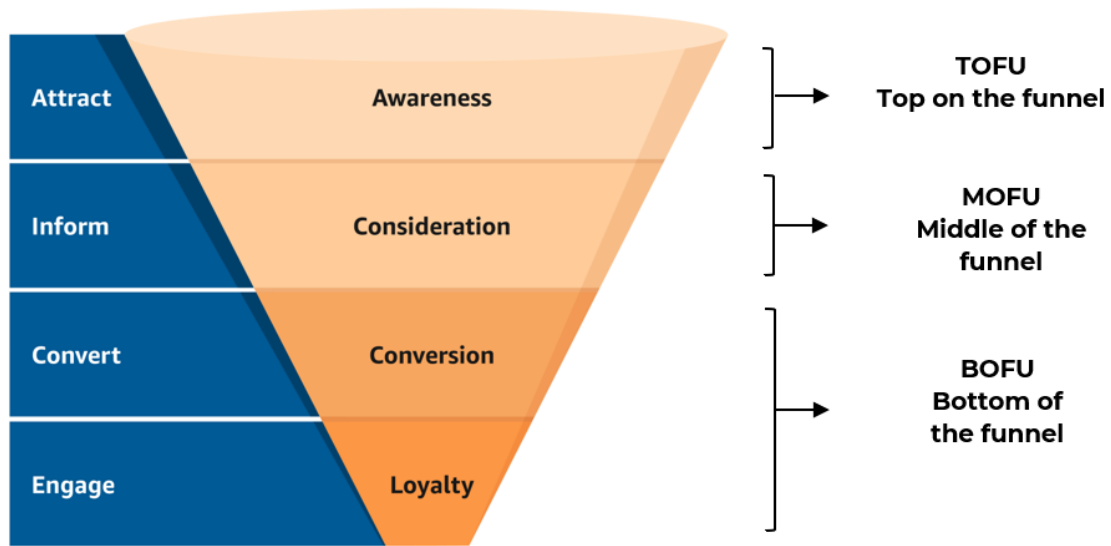 Attract
Awareness
TOFU
Top on the funnel
Inform
Consideration
MOFU
Middle of the
funnel
Convert
Conversion
BOFU
Bottom of
the funnel
Engage
Loyalty